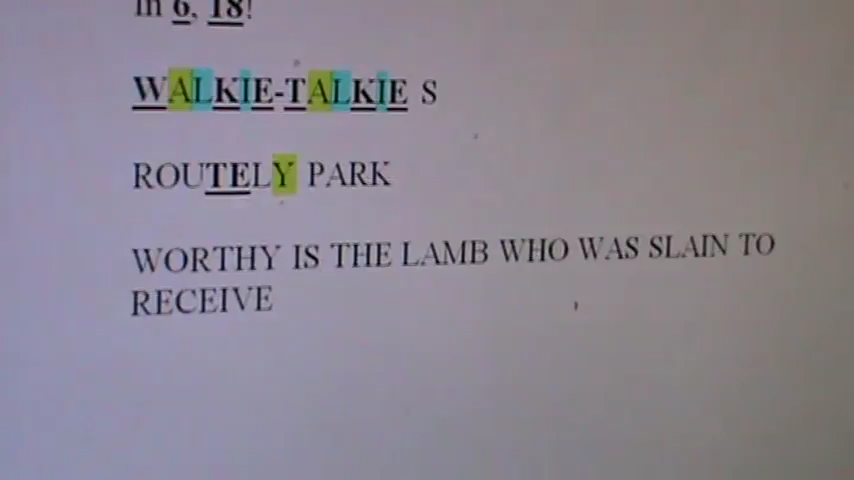 in 6, 18!
WALKIE-TALKIE S
ROUTELY PARK
WORTHY IS THE LAMB WHO WAS SLAIN TO
RECEIVE